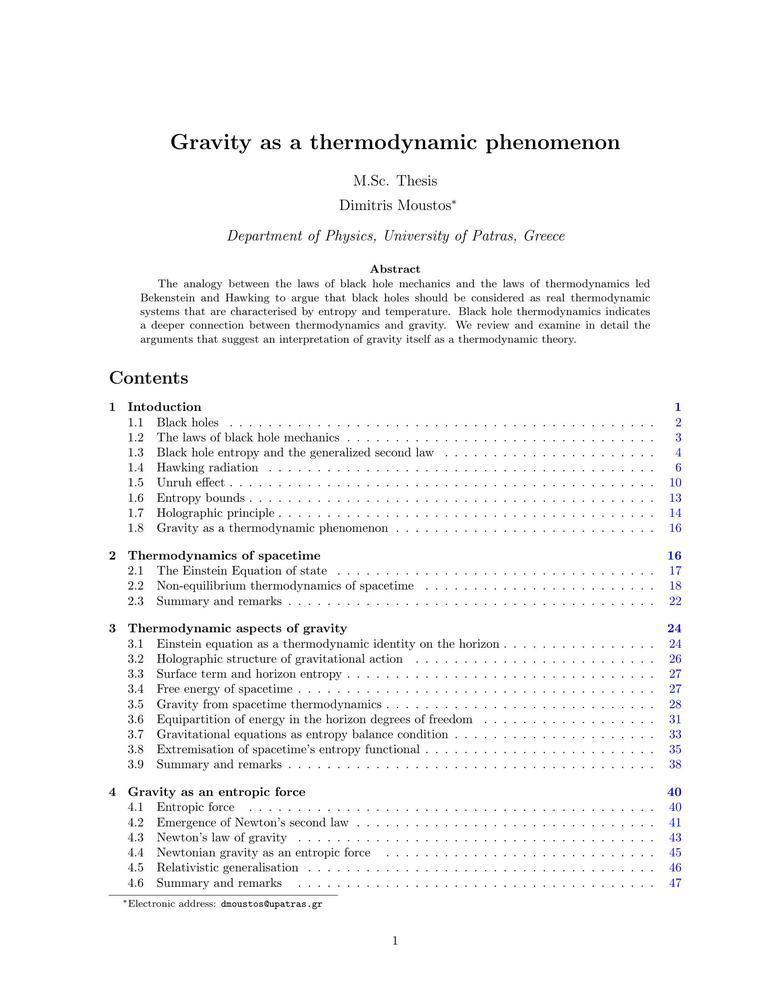 Gravity as a thermodynamic phenomenon
M.Sc. Thesis
Dimitris Moustos*
Department of Physics, University of Patras, Greece
Abstract
The analogy between the laws of black hole mechanics and the laws of thermodynamics led
Bekenstein and Hawking to argue that black holes should be considered as real thermodynamic
systems that are characterised by entropy and temperature. Black hole thermodynamics indicates
a deeper connection between thermodynamics and gravity. We review and examine in detail the
arguments that suggest an interpretation of gravity itself as a thermodynamic theory.
Contents
1 Intoduction 1
1.1 Black holes . . . . . . . . . . . . . . . . . . . . 2
1.2 The laws of black hole mechanics . . . . . . . . . . . . . . . . . . . . 3
1.3 Black hole entropy and the generalized second law . . . . . . . . . . . . . . . . . . . . 4
1.4 Hawking radiation . . . . . . . . . . . . . . . . . . . . 6
1.5 Unruh effect . . . . . . . . . . . . . . . . . . . . 10
1.6 Entropy bounds . . . . . . . . . . . . . . . . . . . . 13
1.7 Holographic principle . . . . . . . . . . . . . . . . . . . . 14
1.8 Gravity as a thermodynamic phenomenon . . . . . . . . . . . . . . . . . . . . 16
2 Thermodynamics of spacetime 16
2.1 The Einstein Equation of state . . . . . . . . . . . . . . . . . . . . 17
2.2 Non-equilibrium thermodynamics of spacetime . . . . . . . . . . . . . . . . . . . . 18
2.3 Summary and remarks . . . . . . . . . . . . . . . . . . . . 22
3 Thermodynamic aspects of gravity 24
3.1 Einstein equation as a thermodynamic identity on the horizon . . . . . . . . . . . . . . . . 24
3.2 Holographic structure of gravitational action . . . . . . . . . . . . . . . . . . . . 26
3.3 Surface term and horizon entropy . . . . . . . . . . . . . . . . . . . . 27
3.4 Free energy of spacetime . . . . . . . . . . . . . . . . . . . . 27
3.5 Gravity from spacetime thermodynamics . . . . . . . . . . . . . . . . . . . . 28
3.6 Equipartition of energy in the horizon degrees of freedom . . . . . . . . . . . . . . . . . . 31
3.7 Gravitational equations as entropy balance condition . . . . . . . . . . . . . . . . . . . . 33
3.8 Extremisation of spacetime's entropy functional . . . . . . . . . . . . . . . . . . . . 35
3.9 Summary and remarks . . . . . . . . . . . . . . . . . . . . 38
4 Gravity as an entropic force 40
4.1 Entropic force . . . . . . . . . . . . . . . . . . . . 40
4.2 Emergence of Newton's second law . . . . . . . . . . . . . . . . . . . . 41
4.3 Newton's law of gravity . . . . . . . . . . . . . . . . . . . . 43
4.4 Newtonian gravity as an entropic force . . . . . . . . . . . . . . . . . . . . 45
4.5 Relativistic generalisation . . . . . . . . . . . . . . . . . . . . 46
4.6 Summary and remarks . . . . . . . . . . . . . . . . . . . . 47
*Electronic address: dmoustos@upatras.gr
1